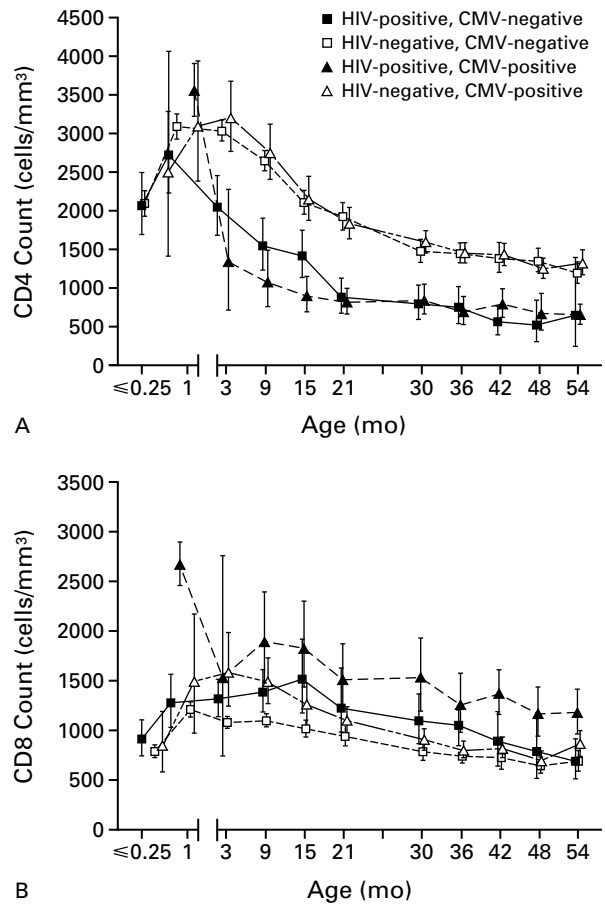 4500
4000
3500
3000
2500
2000
1500
1000
500
0
CD4 Count (cells/mm³)
HIV-positive, CMV-negative
HIV-negative, CMV-negative
HIV-positive, CMV-positive
HIV-negative, CMV-positive
⩽0.25 1 3 9 15 21 30 36 42 48 54
A Age (mo)
3500
3000
2500
2000
1500
1000
500
0
CD8 Count (cells/mm³)
⩽0.25 1 3 9 15 21 30 36 42 48 54
B Age (mo)